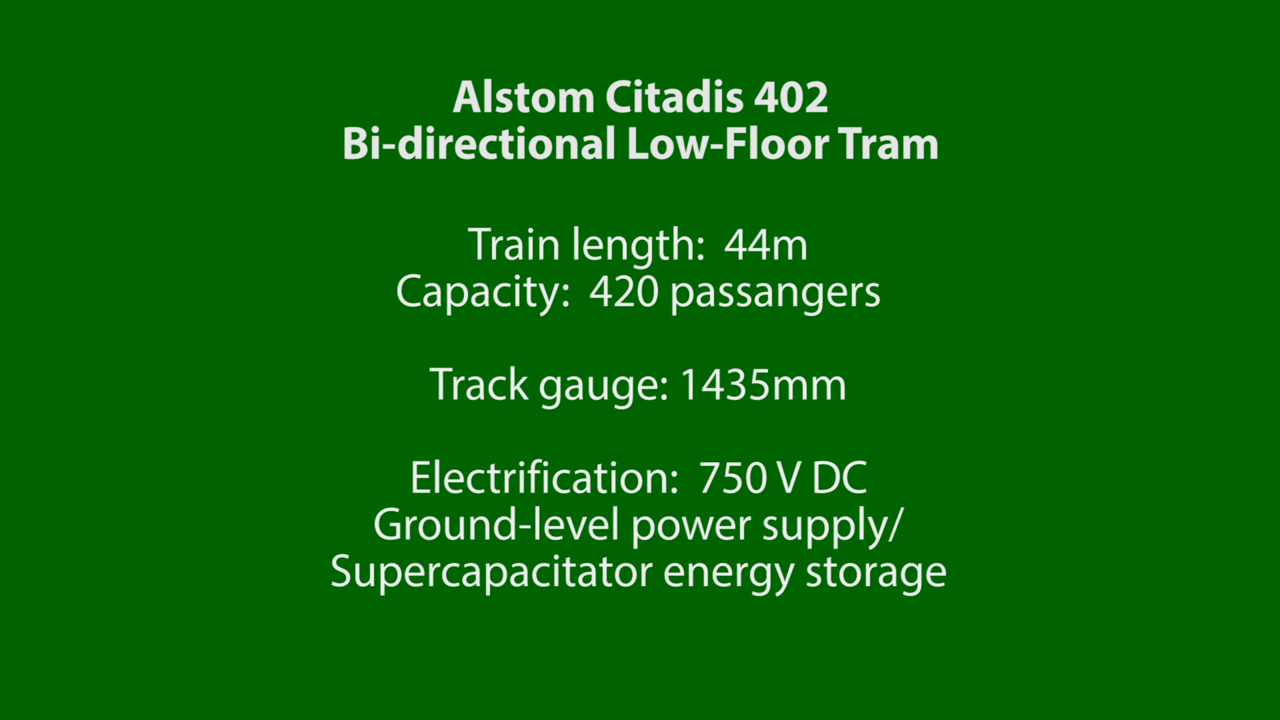 Alstom Citadis 402
Bi-directional Low-Floor Tram
Train length: 44m
Capacity: 420 passangers
Track gauge: 1435mm
Electrification: 750 V DC
Ground-level power supply/
Supercapacitator energy storage